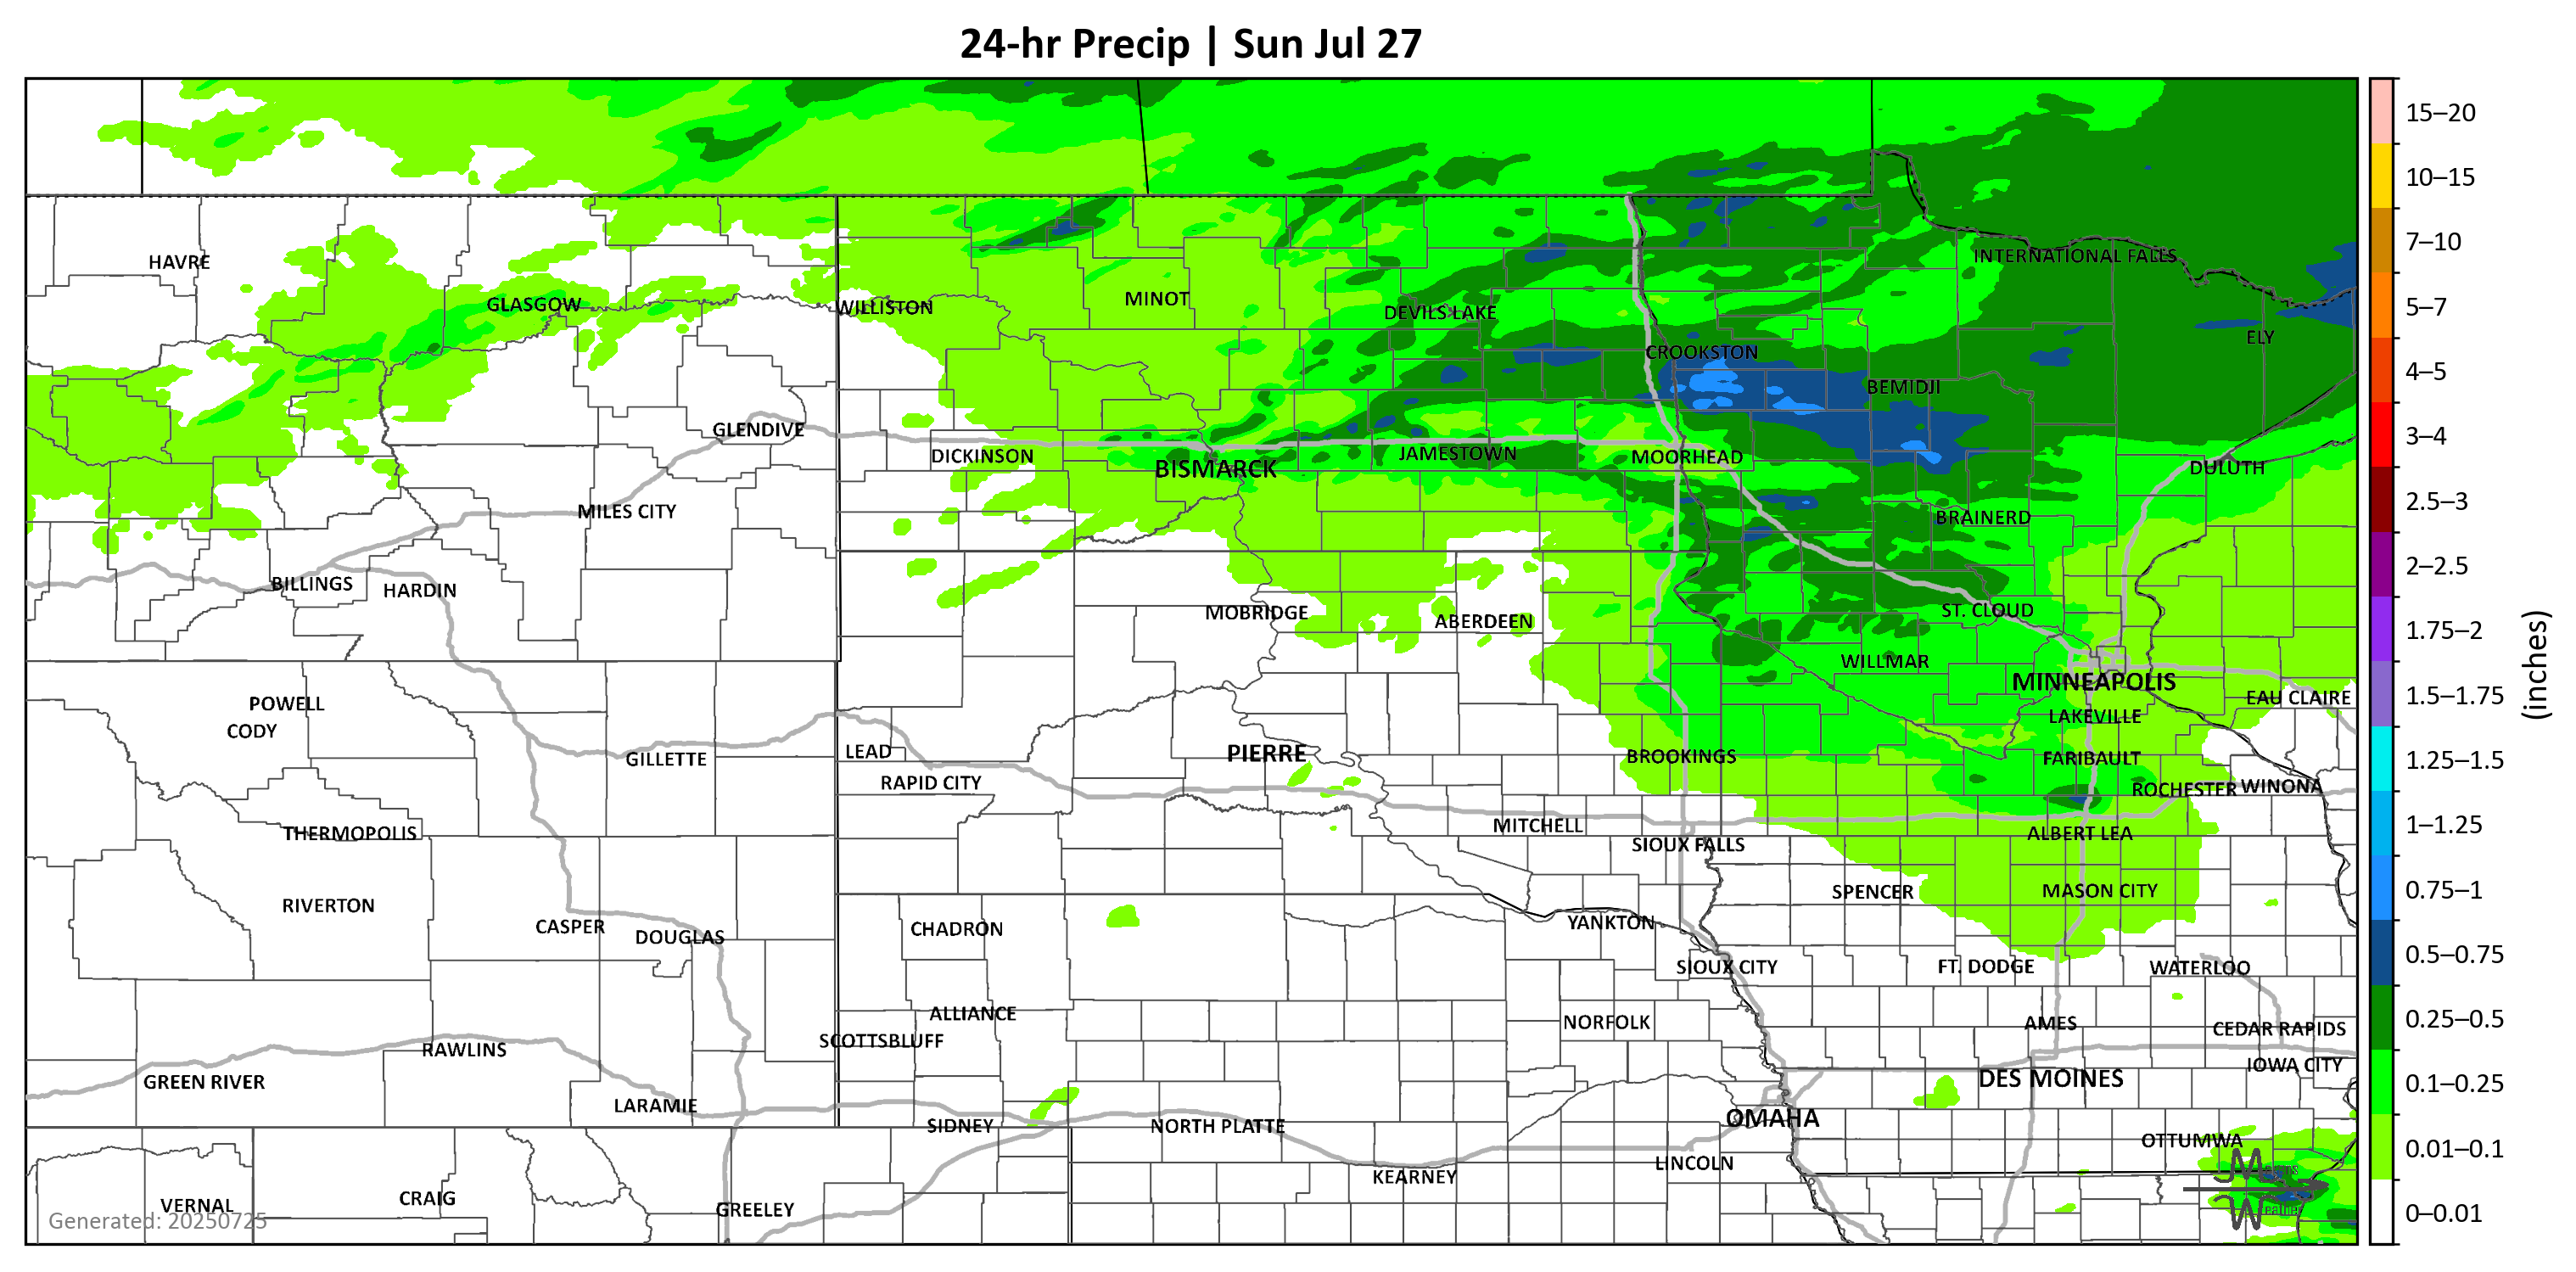 24-hr Precip | Sun Jul 27
15–20
10–15
7–10
5–7
4–5
3–4
2.5–3
2–2.5
1.75–2
1.5–1.75
1.25–1.5
1–1.25
0.75–1
0.5–0.75
0.25–0.5
0.1–0.25
0.01–0.1
0–0.01
(inches)
HAVRE
INTERNATIONAL FALLS
GLASGOW
WILLISTON
MINOT
DEVILS LAKE
ELY
CROOKSTON
BEMIDJI
GLENDIVE
DICKINSON
BISMARCK
JAMESTOWN
MOORHEAD
DULUTH
MILES CITY
BRAINERD
BILLINGS
HARDIN
MOBRIDGE
ABERDEEN
ST. CLOUD
WILLMAR
MINNEAPOLIS
EAU CLAIRE
POWELL
CODY
LAKEVILLE
GILLETTE
LEAD
PIERRE
BROOKINGS
FARIBAULT
RAPID CITY
ROCHESTER
WINONA
THERMOPOLIS
MITCHELL
SIOUX FALLS
ALBERT LEA
RIVERTON
SPENCER
MASON CITY
CASPER
DOUGLAS
CHADRON
YANKTON
SIOUX CITY
FT. DODGE
WATERLOO
ALLIANCE
NORFOLK
AMES
CEDAR RAPIDS
SCOTTSBLUFF
RAWLINS
IOWA CITY
GREEN RIVER
DES MOINES
LARAMIE
SIDNEY
NORTH PLATTE
OMAHA
OTTUMWA
LINCOLN
KEARNEY
VERNAL
CRAIG
GREELEY
Generated: 20250725